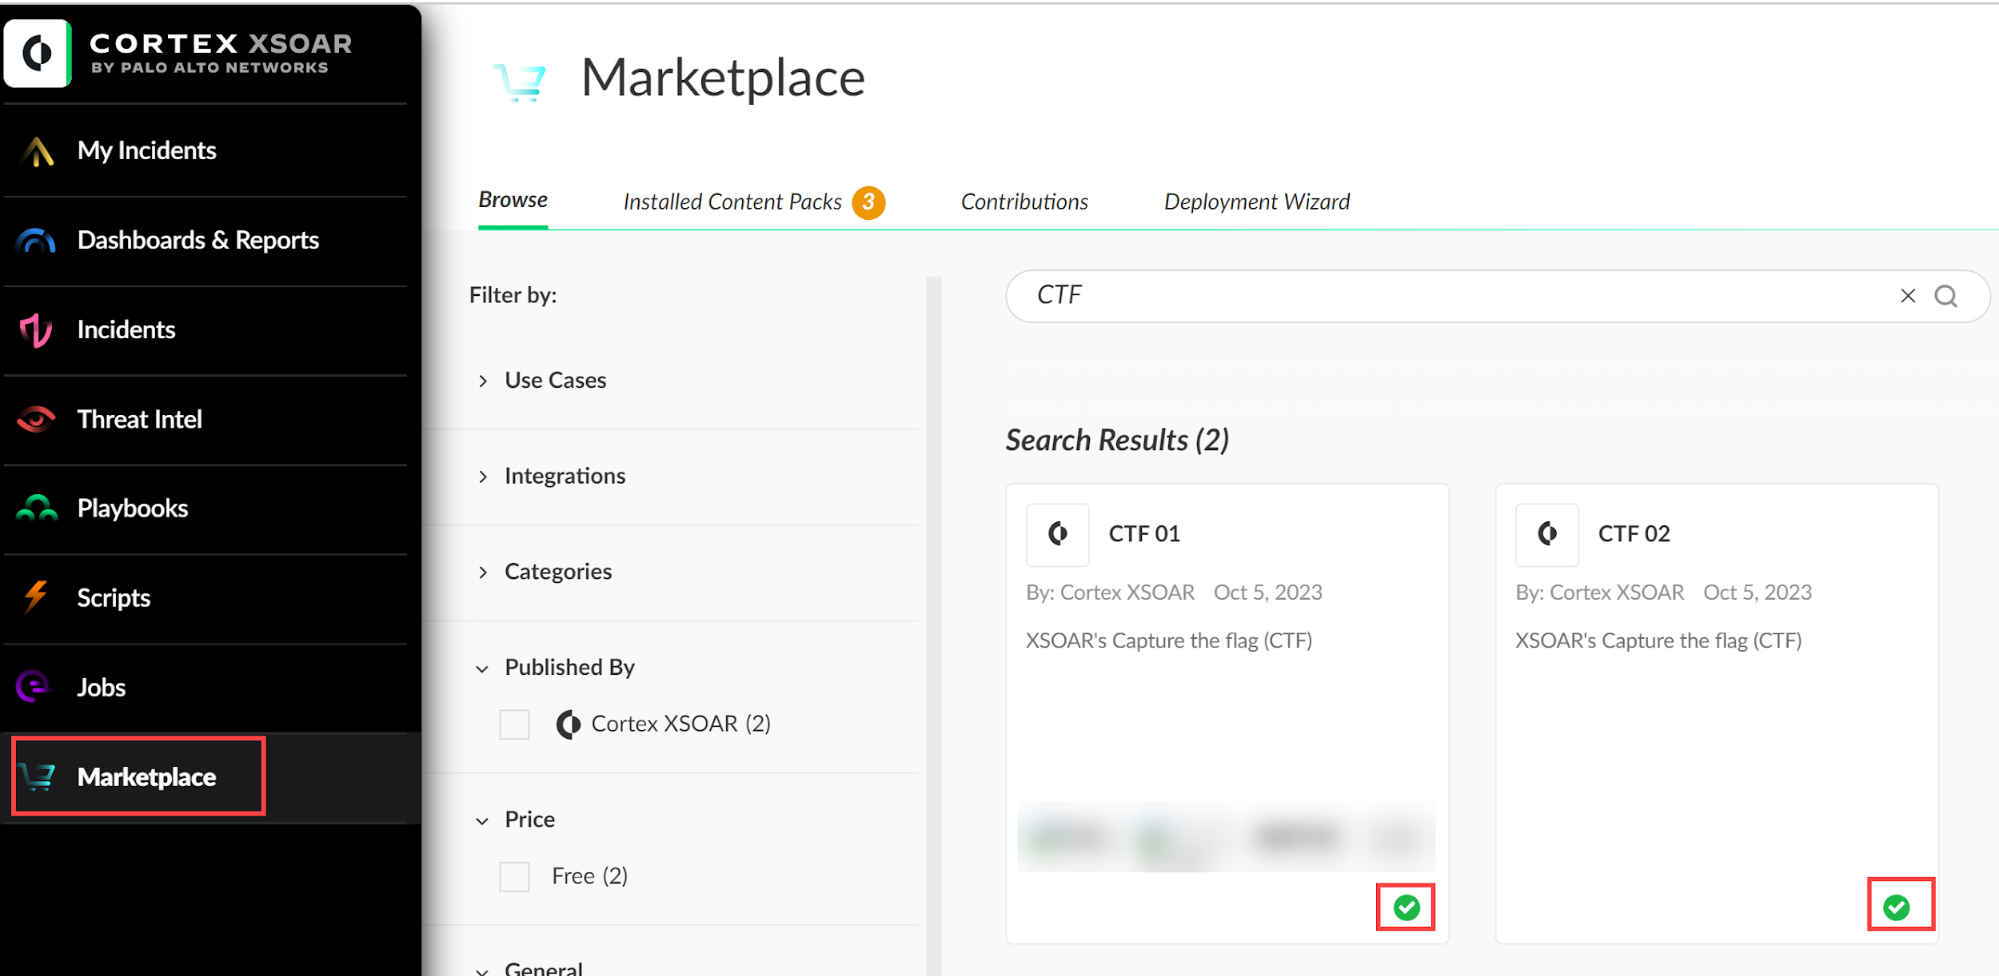 CORTEX XSOAR
BY PALO ALTO NETWORKS
My Incidents
Dashboards & Reports
Incidents
Threat Intel
Playbooks
Scripts
Jobs
Marketplace
Marketplace
Browse
Installed Content Packs 3
Contributions
Deployment Wizard
Filter by:
Use Cases
Integrations
Categories
Published By
Cortex XSOAR (2)
Price
Free (2)
General
CTF
Search Results (2)
CTF 01
By: Cortex XSOAR Oct 5, 2023
XSOAR's Capture the flag (CTF)
CTF 02
By: Cortex XSOAR Oct 5, 2023
XSOAR's Capture the flag (CTF)